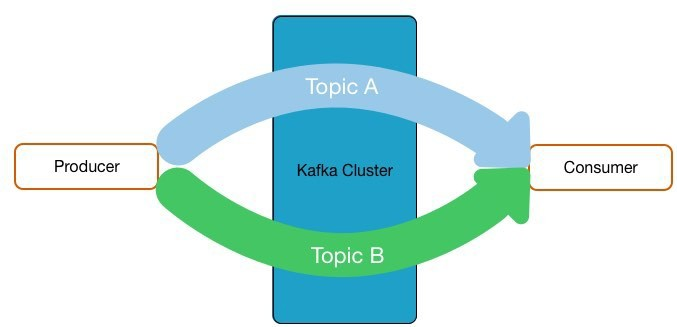 Topic A
Producer
Kafka Cluster
Consumer
Topic B